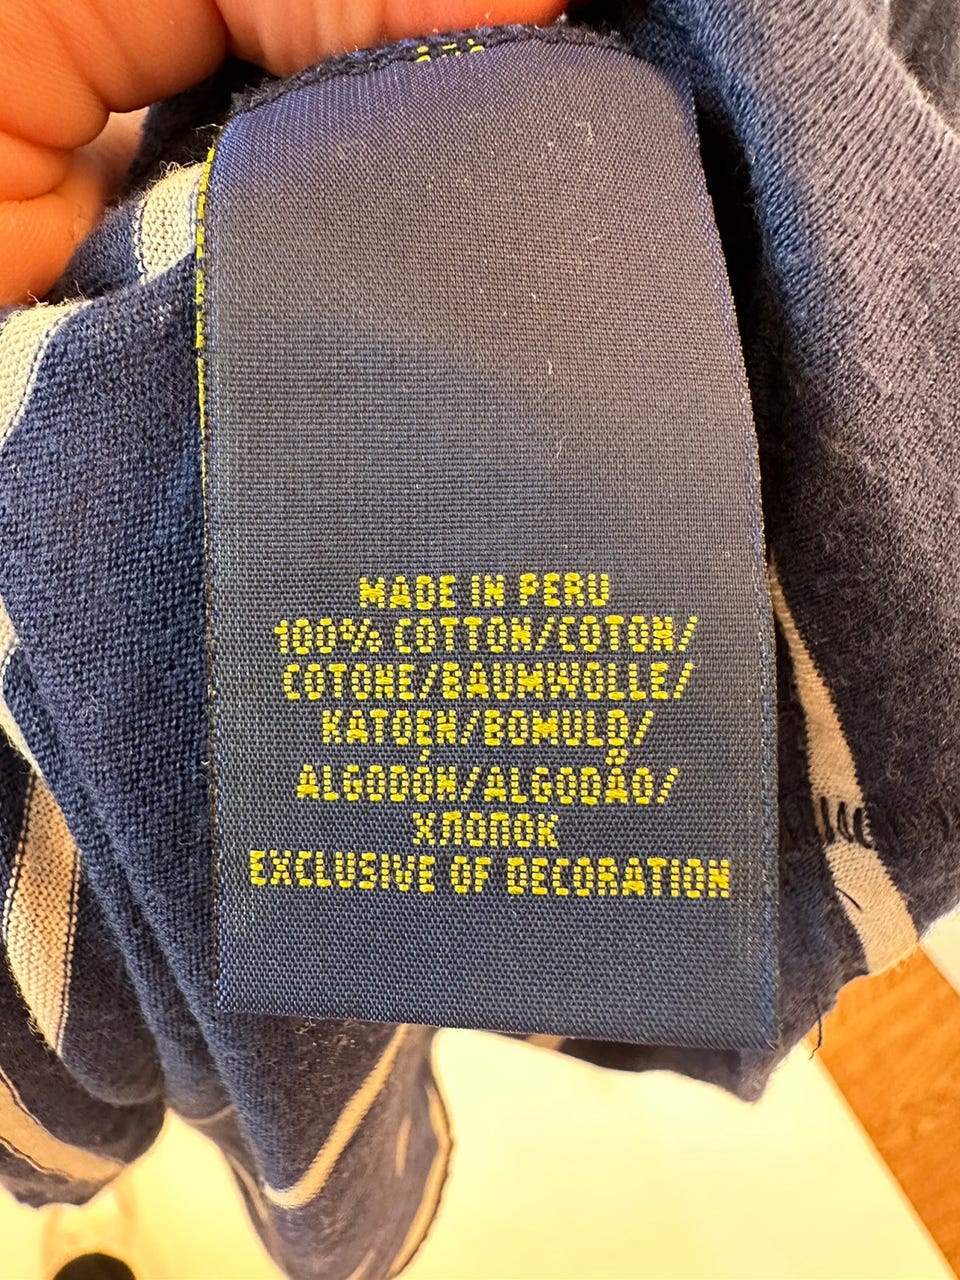 MADE IN PERU
100% COTTON/COTON/
COTONE/BAUMWOLLE/
KATOEN/BOMULD/
ALGODÓN/ALGODÃO/
ХЛОПОК
EXCLUSIVE OF DECORATION